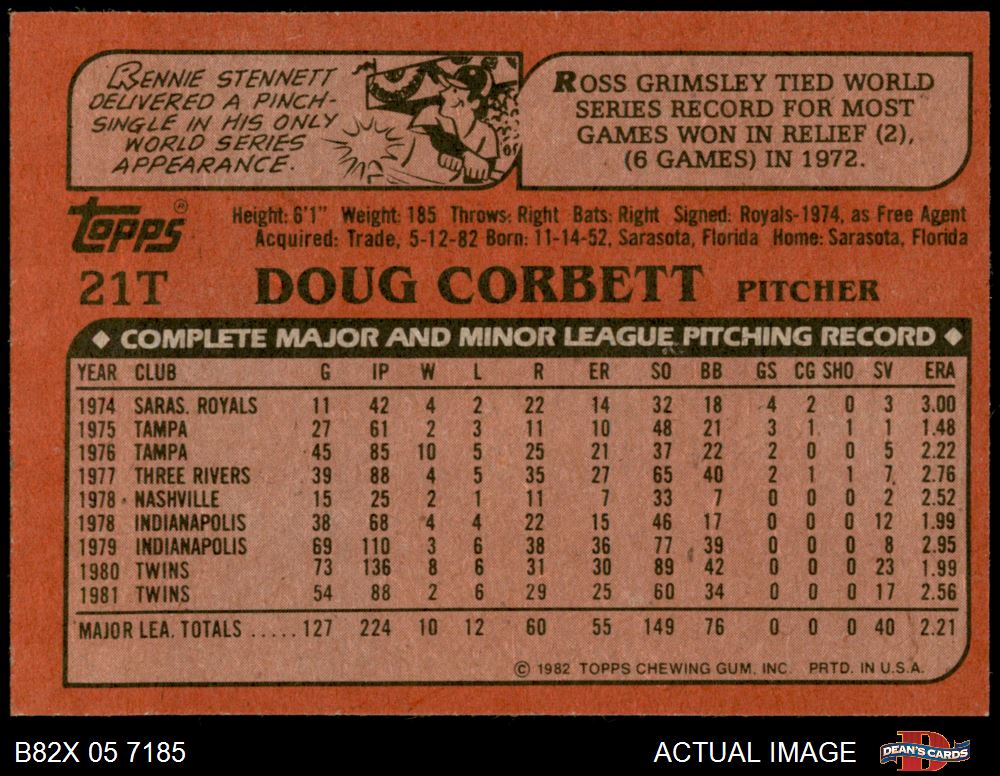 RENNIE STENNETT
DELIVERED A PINCH-
SINGLE IN HIS ONLY
WORLD SERIES
APPEARANCE.
ROSS GRIMSLEY TIED WORLD
SERIES RECORD FOR MOST
GAMES WON IN RELIEF (2),
(6 GAMES) IN 1972.
Topps®
Height: 6'1" Weight: 185 Throws: Right Bats: Right Signed: Royals-1974, as Free Agent
Acquired: Trade, 5-12-82 Born: 11-14-52, Sarasota, Florida Home: Sarasota, Florida
21T DOUG CORBETT PITCHER
◆ COMPLETE MAJOR AND MINOR LEAGUE PITCHING RECORD ◆
YEAR CLUB G IP W L R ER SO BB GS CG SHO SV ERA
1974 SARAS. ROYALS 11 42 4 2 22 14 32 18 4 2 0 3 3.00
1975 TAMPA 27 61 2 3 11 10 48 21 3 1 1 1 1.48
1976 TAMPA 45 85 10 5 25 21 37 22 2 0 0 5 2.22
1977 THREE RIVERS 39 88 4 5 35 27 65 40 2 1 1 7 2.76
1978 NASHVILLE 15 25 2 1 11 7 33 7 0 0 0 2 2.52
1978 INDIANAPOLIS 38 68 4 4 22 15 46 17 0 0 0 12 1.99
1979 INDIANAPOLIS 69 110 3 6 38 36 77 39 0 0 0 8 2.95
1980 TWINS 73 136 8 6 31 30 89 42 0 0 0 23 1.99
1981 TWINS 54 88 2 6 29 25 60 34 0 0 0 17 2.56
MAJOR LEA. TOTALS ..... 127 224 10 12 60 55 149 76 0 0 0 40 2.21
© 1982 TOPPS CHEWING GUM, INC. PRTD. IN U.S.A.
B82X 05 7185 ACTUAL IMAGE DEAN'S CARDS